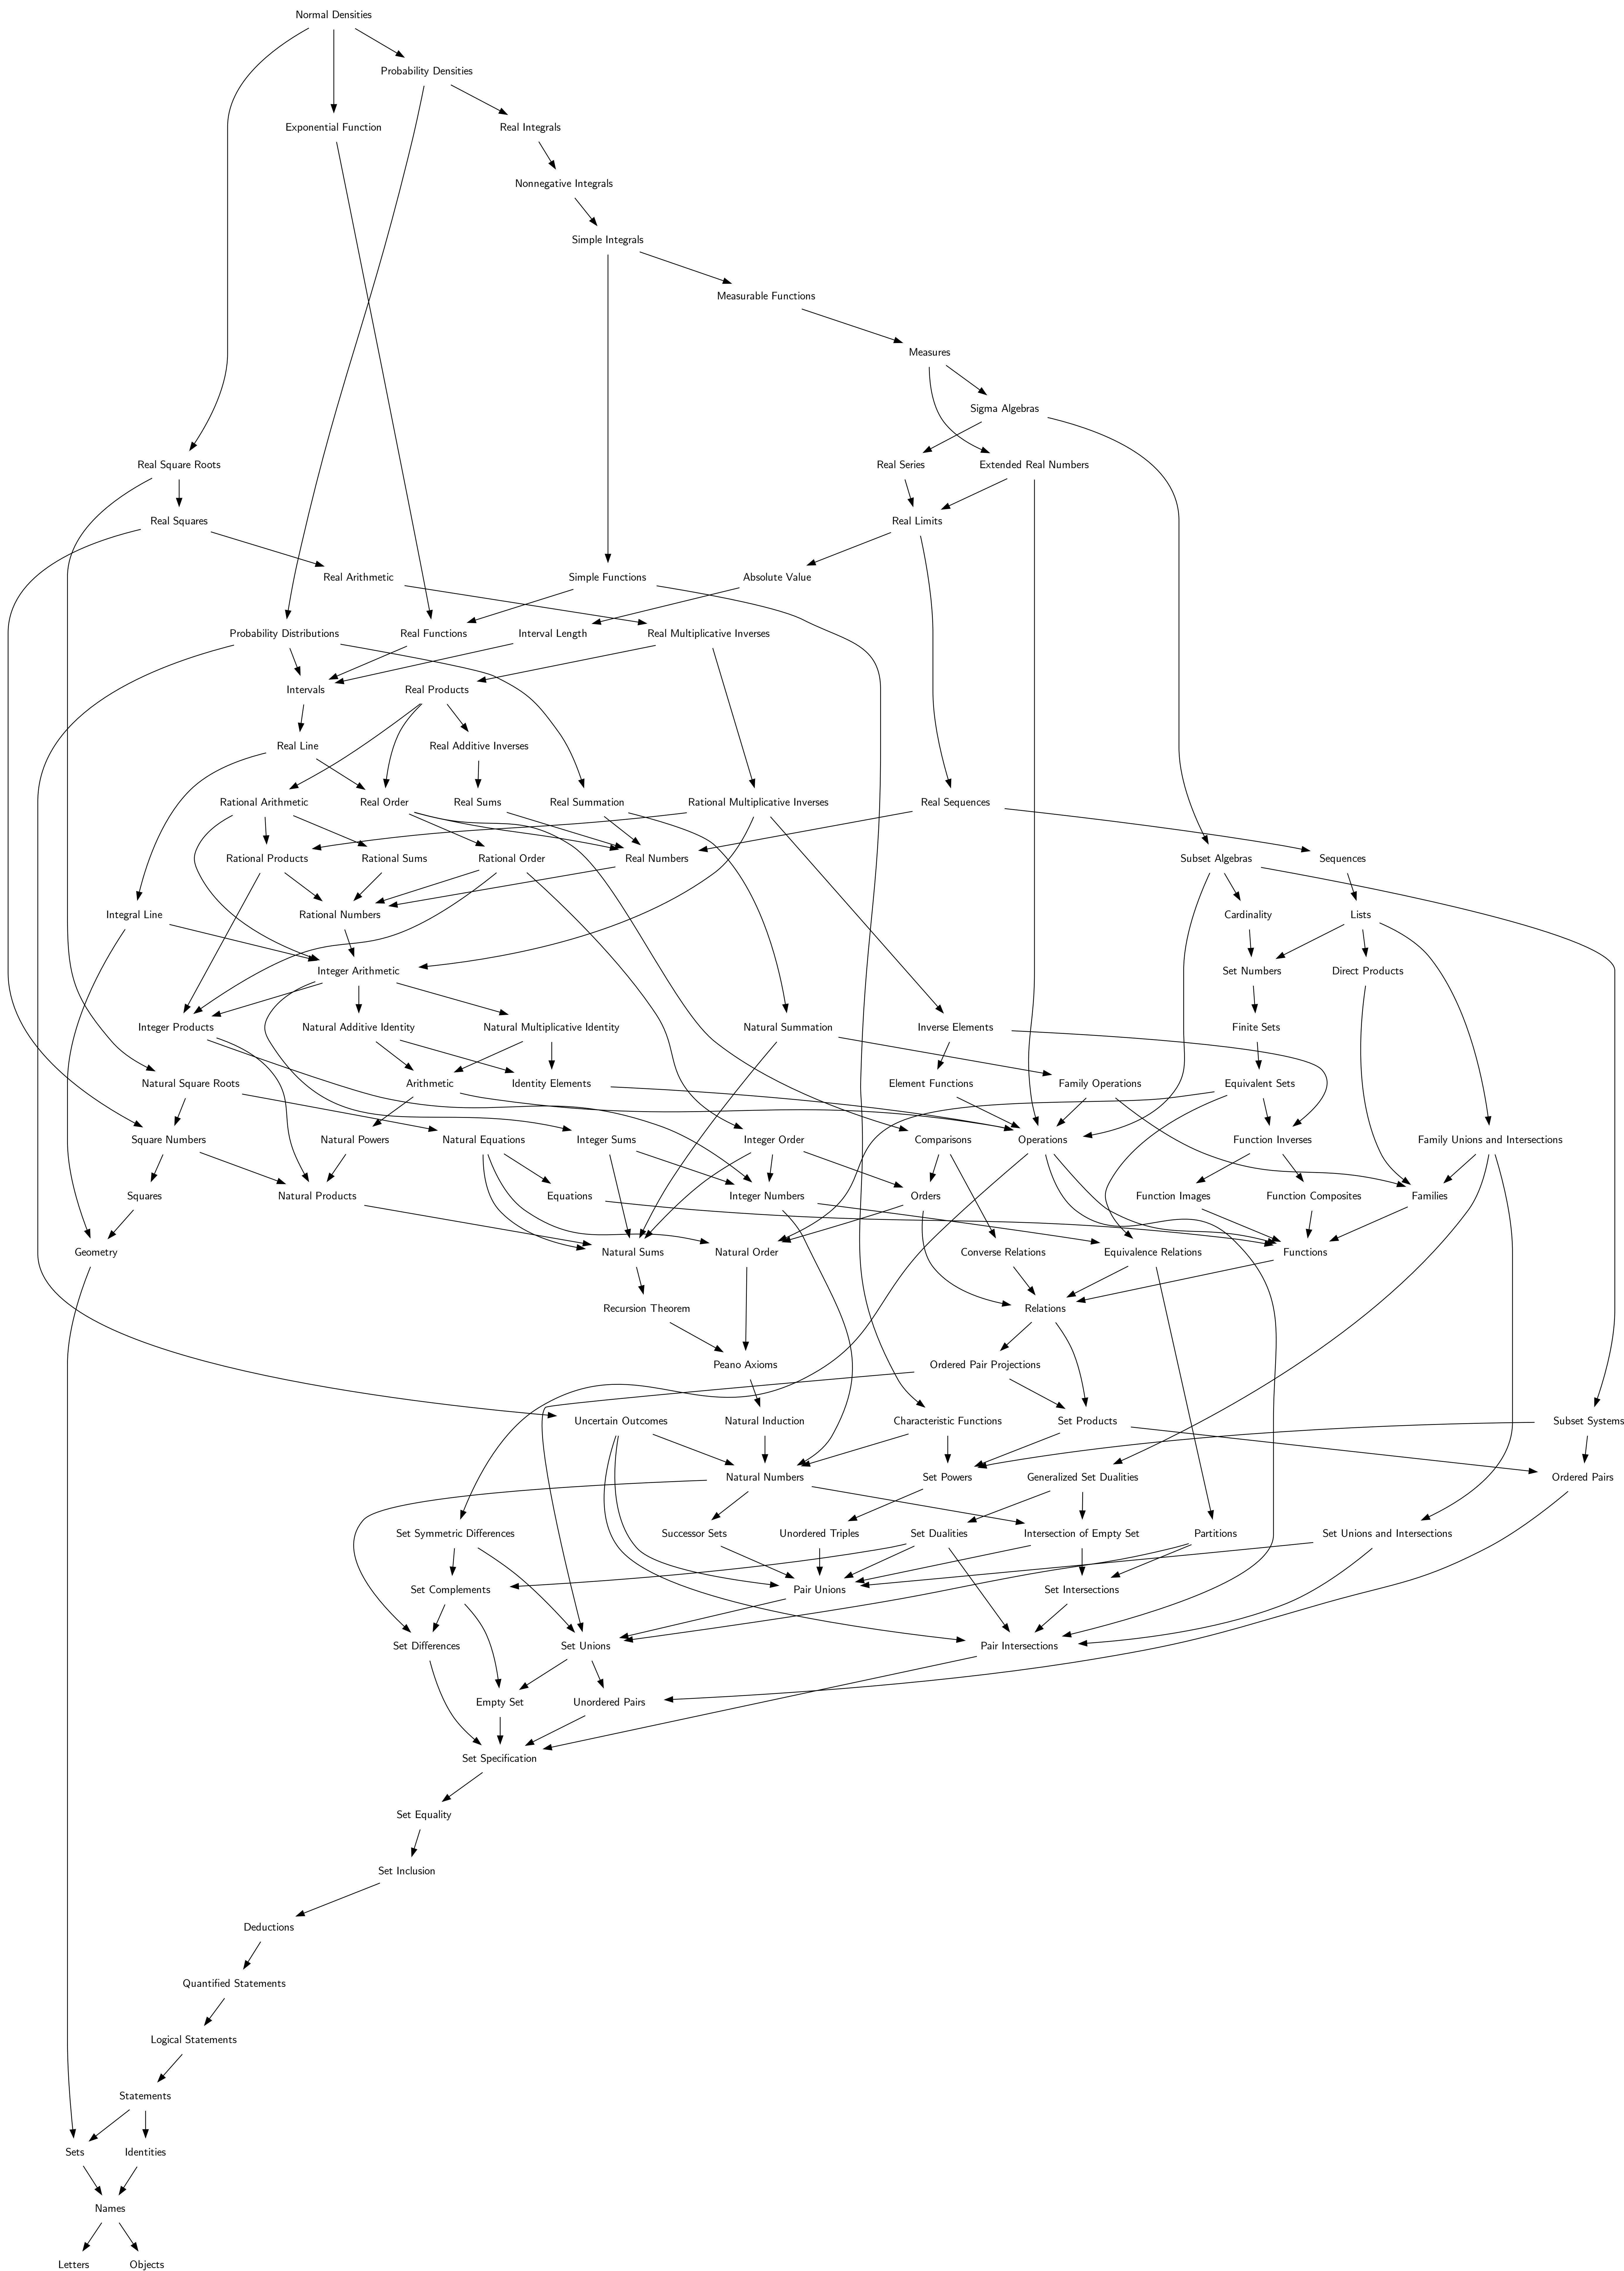 Normal Densities
Probability Densities
Exponential Function
Real Integrals
Nonnegative Integrals
Simple Integrals
Measurable Functions
Measures
Sigma Algebras
Real Square Roots
Real Series
Extended Real Numbers
Real Squares
Real Limits
Real Arithmetic
Simple Functions
Absolute Value
Probability Distributions
Real Functions
Interval Length
Real Multiplicative Inverses
Intervals
Real Products
Real Line
Real Additive Inverses
Rational Arithmetic
Real Order
Real Sums
Real Summation
Rational Multiplicative Inverses
Real Sequences
Rational Products
Rational Sums
Rational Order
Real Numbers
Subset Algebras
Sequences
Integral Line
Rational Numbers
Cardinality
Lists
Integer Arithmetic
Set Numbers
Direct Products
Integer Products
Natural Additive Identity
Natural Multiplicative Identity
Natural Summation
Inverse Elements
Finite Sets
Natural Square Roots
Arithmetic
Identity Elements
Element Functions
Family Operations
Equivalent Sets
Square Numbers
Natural Powers
Natural Equations
Integer Sums
Integer Order
Comparisons
Operations
Function Inverses
Family Unions and Intersections
Squares
Natural Products
Equations
Integer Numbers
Orders
Function Images
Function Composites
Families
Geometry
Natural Sums
Natural Order
Converse Relations
Equivalence Relations
Functions
Recursion Theorem
Relations
Peano Axioms
Ordered Pair Projections
Uncertain Outcomes
Natural Induction
Characteristic Functions
Set Products
Subset Systems
Natural Numbers
Set Powers
Generalized Set Dualities
Ordered Pairs
Set Symmetric Differences
Successor Sets
Unordered Triples
Set Dualities
Intersection of Empty Set
Partitions
Set Unions and Intersections
Set Complements
Pair Unions
Set Intersections
Set Differences
Set Unions
Pair Intersections
Empty Set
Unordered Pairs
Set Specification
Set Equality
Set Inclusion
Deductions
Quantified Statements
Logical Statements
Statements
Sets
Identities
Names
Letters
Objects